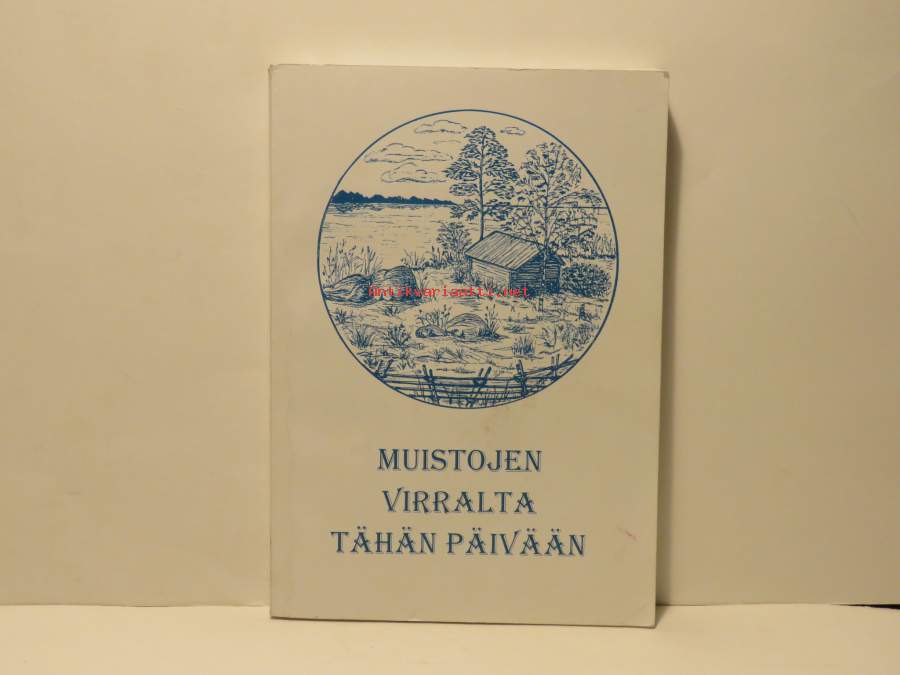 antikvariaatti.net
MUISTOJEN
VIRRALTA
TÄHÄN PÄIVÄÄN